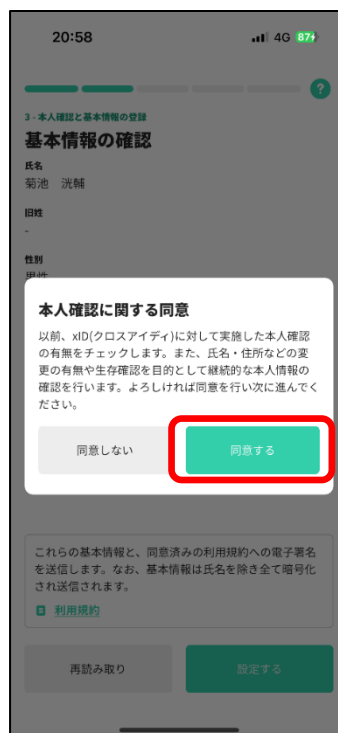 20:58
4G 87
?
3 - 本人確認と基本情報の登録
基本情報の確認
氏名
菊池 洸輔
旧姓
-
性別
男性
本人確認に関する同意
以前、xID(クロスアイディ)に対して実施した本人確認
の有無をチェックします。また、氏名・住所などの変
更の有無や生存確認を目的として継続的な本人情報の
確認を行います。よろしければ同意を行い次に進んでく
ださい。
同意しない
同意する
これらの基本情報と、同意済みの利用規約への電子署名
を送信します。なお、基本情報は氏名を除き全て暗号化
され送信されます。
利用規約
再読み取り
設定する